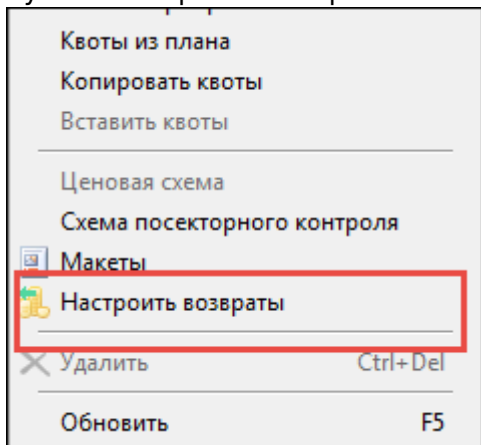 Квоты из плана
Копировать квоты
Вставить квоты
Ценовая схема
Схема посекторного контроля
Макеты
Настроить возвраты
Удалить Ctrl+Del
Обновить F5